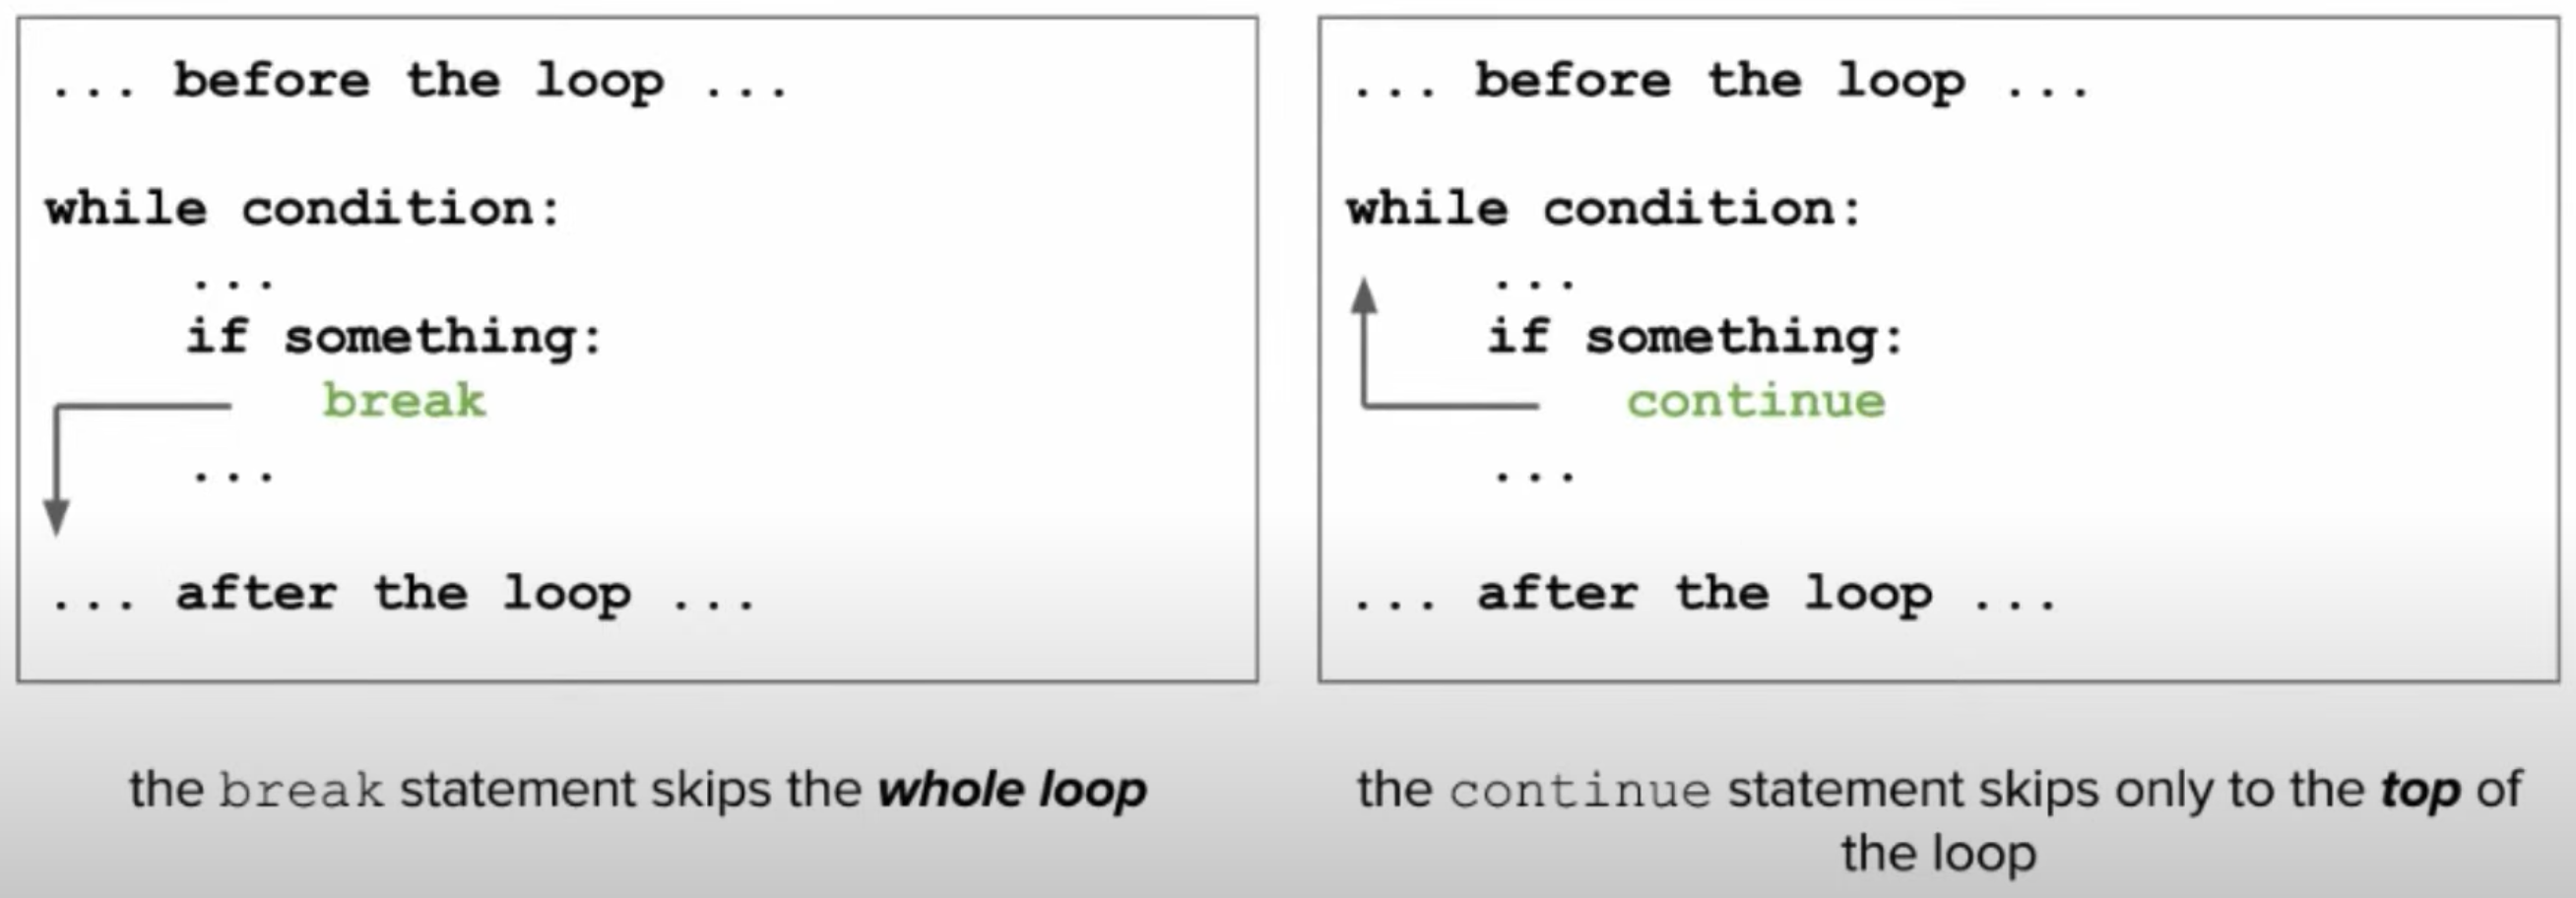 ... before the loop ...
while condition:
...
if something:
break
...
... after the loop ...
the break statement skips the whole loop
... before the loop ...
while condition:
...
if something:
continue
...
... after the loop ...
the continue statement skips only to the top of
the loop